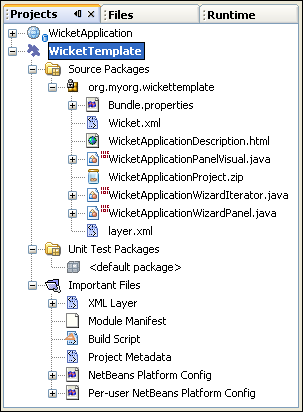 Projects Files Runtime
WicketApplication
WicketTemplate
Source Packages
org.myorg.wickettemplate
Bundle.properties
Wicket.xml
WicketApplicationDescription.html
WicketApplicationPanelVisual.java
WicketApplicationProject.zip
WicketApplicationWizardIterator.java
WicketApplicationWizardPanel.java
layer.xml
Unit Test Packages
<default package>
Important Files
XML Layer
Module Manifest
Build Script
Project Metadata
NetBeans Platform Config
Per-user NetBeans Platform Config